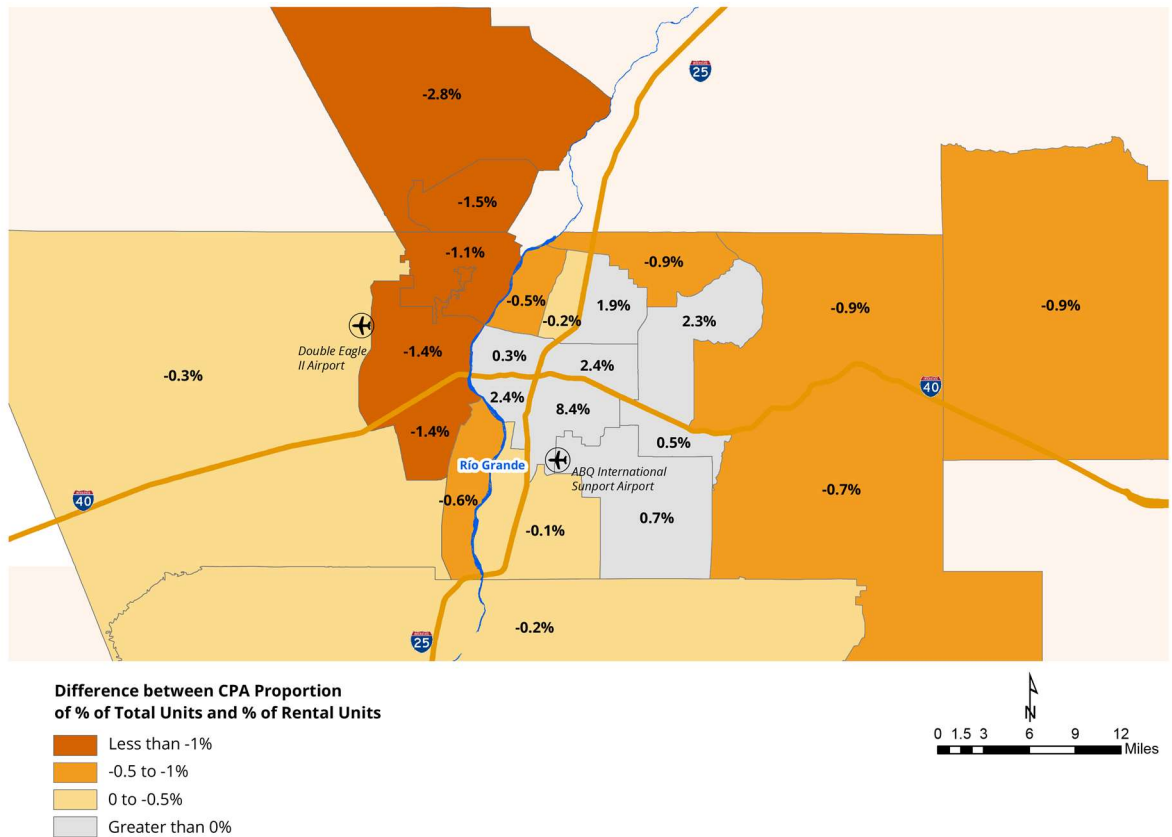 25
-2.8%
-1.5%
-1.1%
-0.9%
-0.5%
1.9%
-0.2%
2.3%
-0.9%
-0.9%
Double Eagle
II Airport
-1.4%
0.3%
2.4%
-0.3%
40
2.4%
8.4%
-1.4%
0.5%
Río Grande
ABQ International
Sunport Airport
40
-0.6%
-0.7%
0.7%
-0.1%
25
-0.2%
Difference between CPA Proportion
of % of Total Units and % of Rental Units
Less than -1%
-0.5 to -1%
0 to -0.5%
Greater than 0%
N
0 1.5 3 6 9 12
Miles